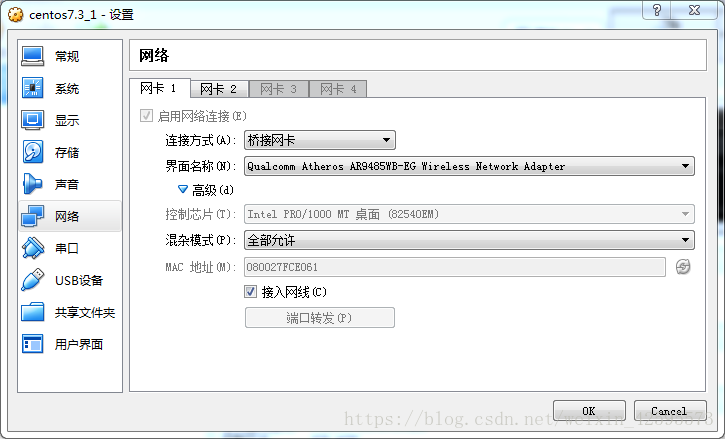 centos7.3_1 - 设置
常规
系统
显示
存储
声音
网络
串口
USB设备
共享文件夹
用户界面
网络
网卡 1 网卡 2 网卡 3 网卡 4
启用网络连接(E)
连接方式(A): 桥接网卡
界面名称(N): Qualcomm Atheros AR9485WB-EG Wireless Network Adapter
高级(d)
控制芯片(T): Intel PRO/1000 MT 桌面 (82540EM)
混杂模式(P): 全部允许
MAC 地址(M): 080027FCE061
接入网线(C)
端口转发(P)
OK Cancel